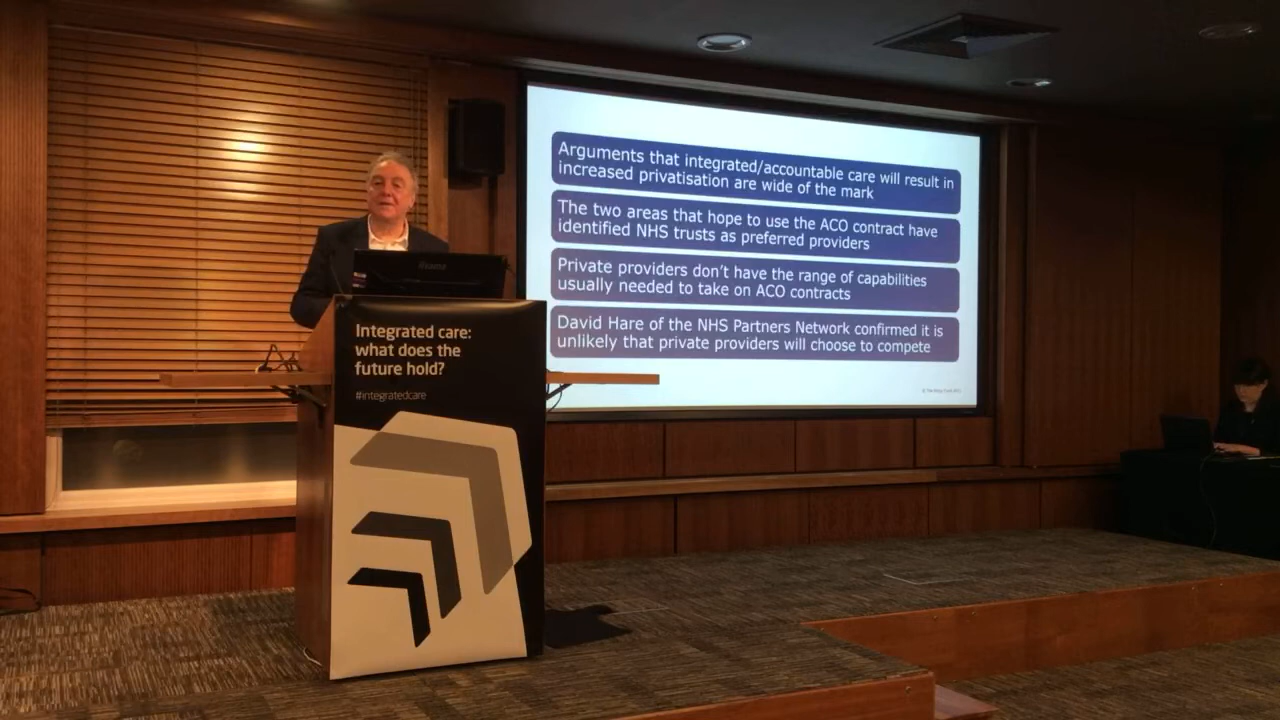 Arguments that integrated/accountable care will result in
increased privatisation are wide of the mark
The two areas that hope to use the ACO contract have
identified NHS trusts as preferred providers
Private providers don't have the range of capabilities
usually needed to take on ACO contracts
David Hare of the NHS Partners Network confirmed it is
unlikely that private providers will choose to compete
Integrated care:
what does the
future hold?
#integratedcare